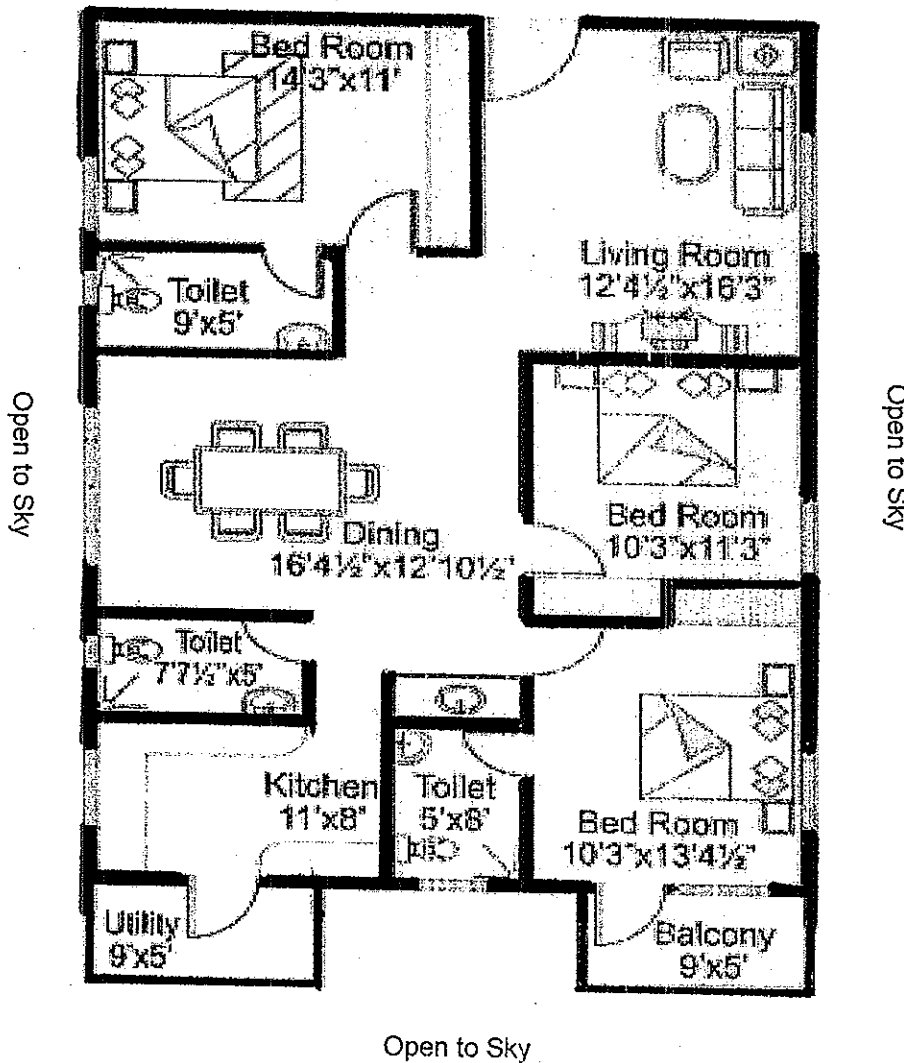 Bed Room
14'3"x11'
Living Room
12'4½"x16'3"
Toilet
9'x5'
Open to Sky
Open to Sky
Bed Room
10'3"x11'3"
Dining
16'4½"x12'10½'
Toilet
7'7½"x5'
Kitchen
11'x8'
Toilet
5'x8'
Bed Room
10'3"x13'4½"
Utility
9'x5'
Balcony
9'x5'
Open to Sky